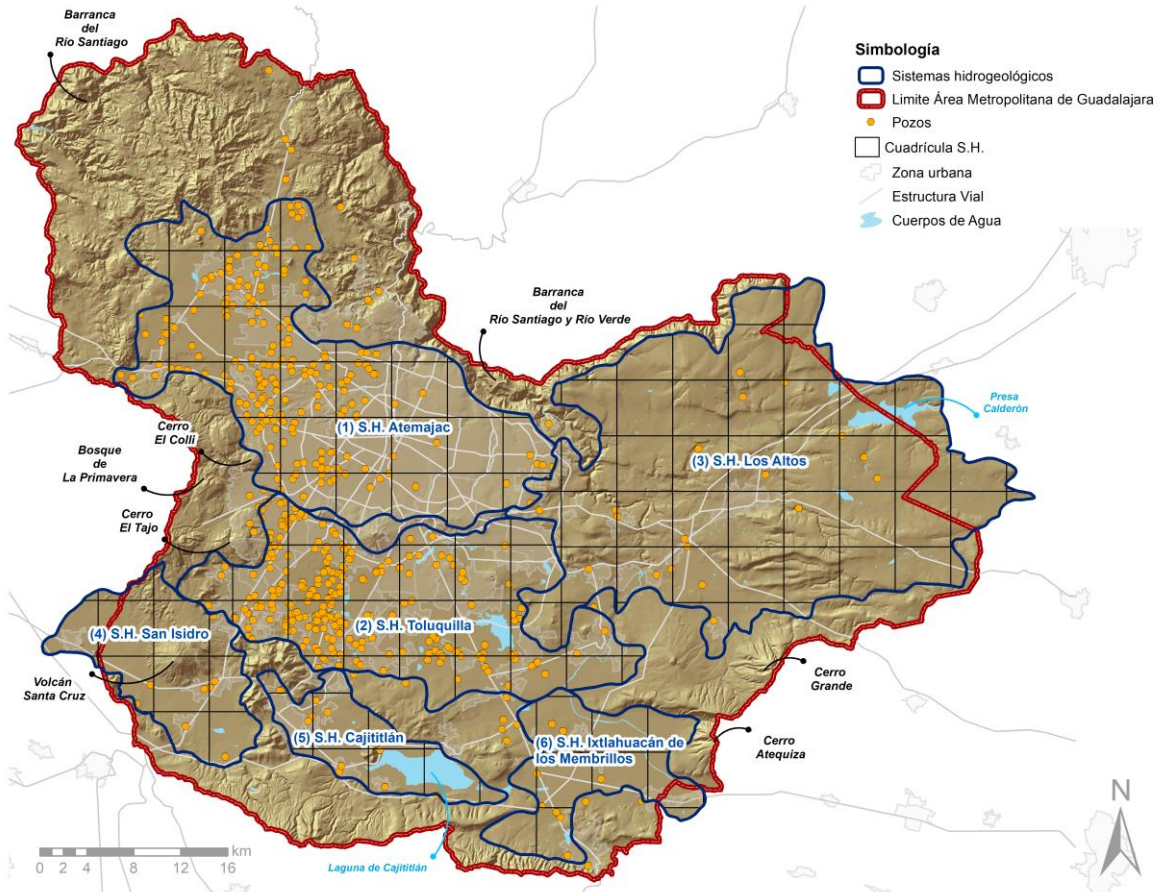 Barranca
del
Río Santiago
Simbología
Sistemas hidrogeológicos
Limite Área Metropolitana de Guadalajara
Pozos
Cuadrícula S.H.
Zona urbana
Estructura Vial
Cuerpos de Agua
Barranca
del
Río Santiago y Río Verde
Presa
Calderón
Cerro
El Colli
(1) S.H. Atemajac
Bosque
de
La Primavera
(3) S.H. Los Altos
Cerro
El Tajo
(2) S.H. Toluquilla
(4) S.H. San Isidro
Volcán
Santa Cruz
Cerro
Grande
(5) S.H. Cajititlán
(6) S.H. Ixtlahuacán de
los Membrillos
Cerro
Atequiza
N
km
0 2 4 8 12 16
Laguna de Cajititlán